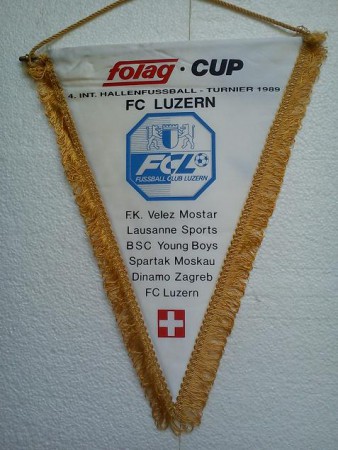 folag · CUP
4. INT. HALLENFUSSBALL - TURNIER 1989
FC LUZERN
FCL
FUSSBALL CLUB LUZERN
F.K. Velez Mostar
Lausanne Sports
BSC Young Boys
Spartak Moskau
Dinamo Zagreb
FC Luzern